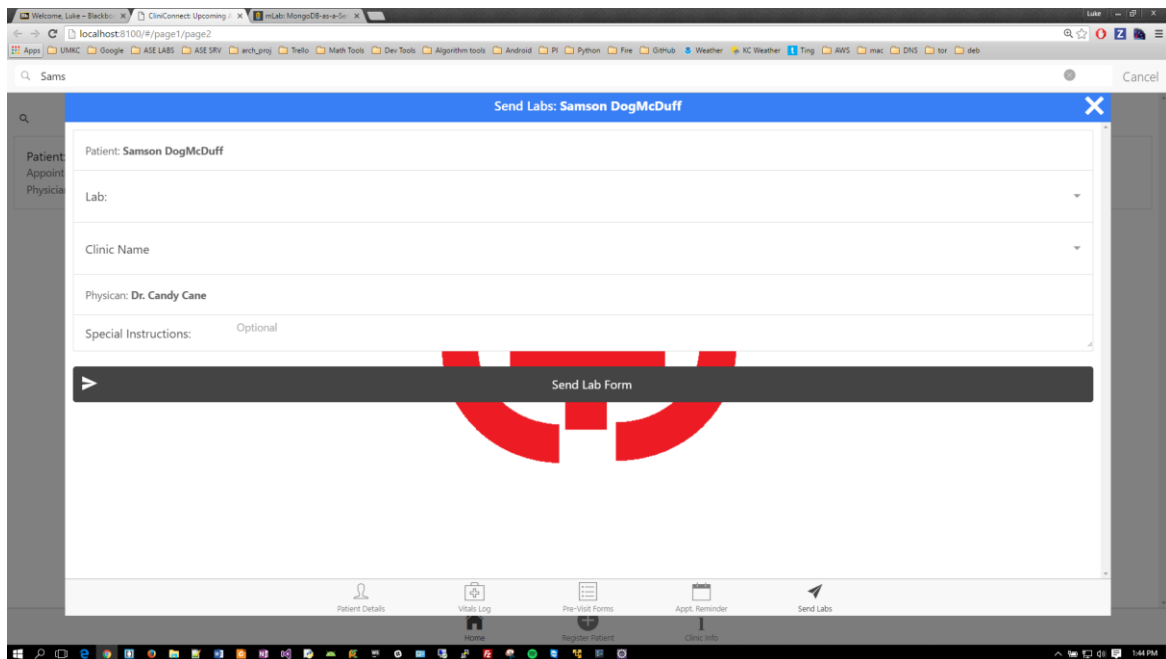 Welcome, Luke – Blackbo
CliniConnect: Upcoming A
mLab: MongoDB-as-a-Se
Luke
localhost:8100/#/page1/page2
Apps UMKC Google ASE LABS ASE SRV arch_proj Trello Math Tools Dev Tools Algorithm tools Android PI Python Fire GitHub Weather KC Weather Ting AWS mac DNS tor deb
Sams
Cancel
Send Labs: Samson DogMcDuff
Patient:
Appoint
Physicia
Patient: Samson DogMcDuff
Lab:
Clinic Name
Physican: Dr. Candy Cane
Special Instructions: Optional
Send Lab Form
Patient Details Vitals Log Pre-Visit Forms Appt. Reminder Send Labs
Home Register Patient Clinic Info
1:44 PM